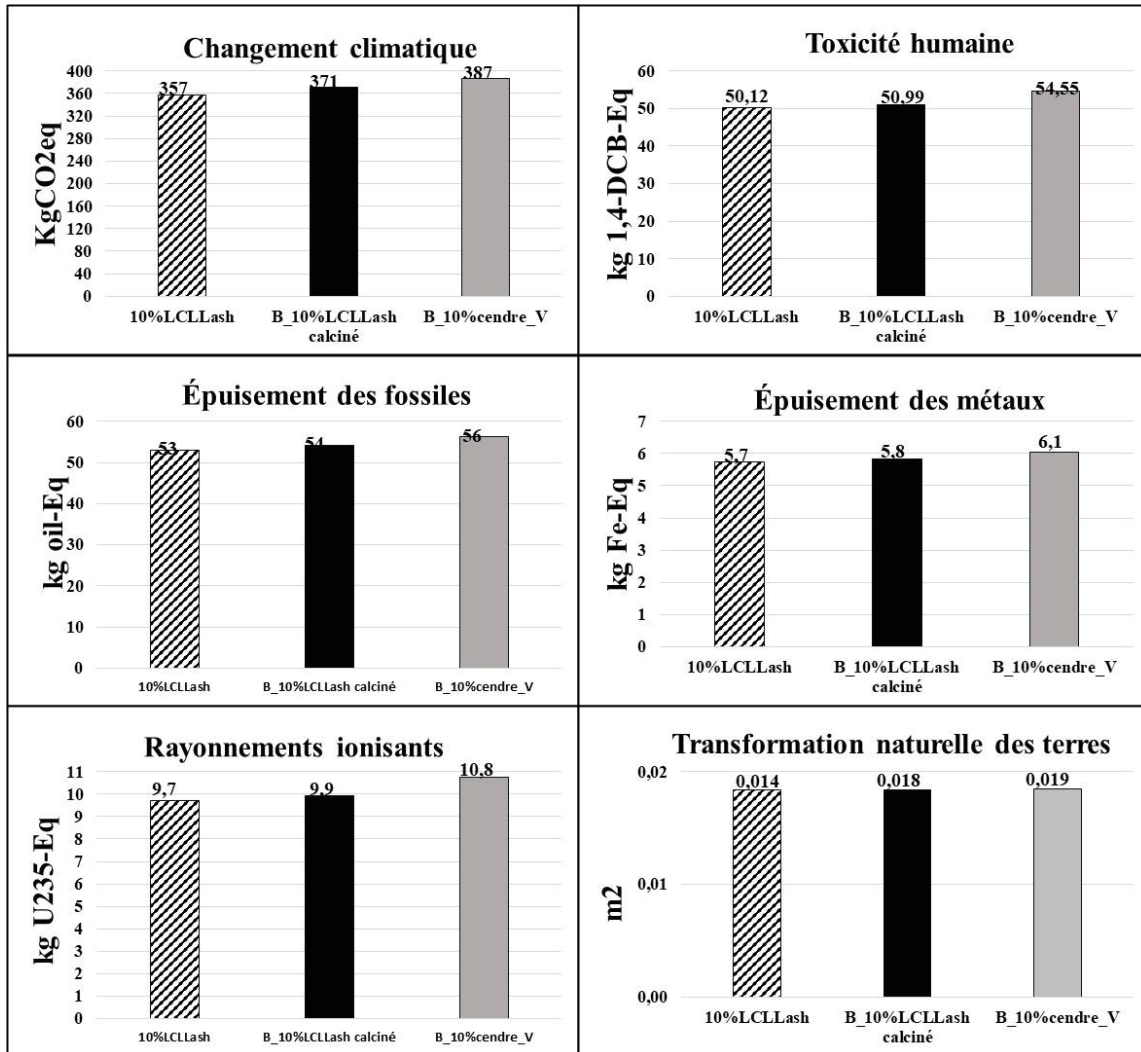 Changement climatique
KgCO2eq
400
360
320
280
240
200
160
120
80
40
0
357
371
387
10%LCLLash
B_10%LCLLash
calciné
B_10%cendre_V
Toxicité humaine
kg 1,4-DCB-Eq
60
50
40
30
20
10
0
50,12
50,99
54,55
10%LCLLash
B_10%LCLLash
calciné
B_10%cendre_V
Épuisement des fossiles
kg oil-Eq
60
50
40
30
20
10
0
53
54
56
10%LCLLash
B_10%LCLLash calciné
B_10%cendre_V
Épuisement des métaux
kg Fe-Eq
7
6
5
4
3
2
1
0
5,7
5,8
6,1
10%LCLLash
B_10%LCLLash
calciné
B_10%cendre_V
Rayonnements ionisants
kg U235-Eq
11
10
9
8
7
6
5
4
3
2
1
0
9,7
9,9
10,8
10%LCLLash
B_10%LCLLash calciné
B_10%cendre_V
Transformation naturelle des terres
m2
0,02
0,01
0,00
0,014
0,018
0,019
10%LCLLash
B_10%LCLLash
calciné
B_10%cendre_V